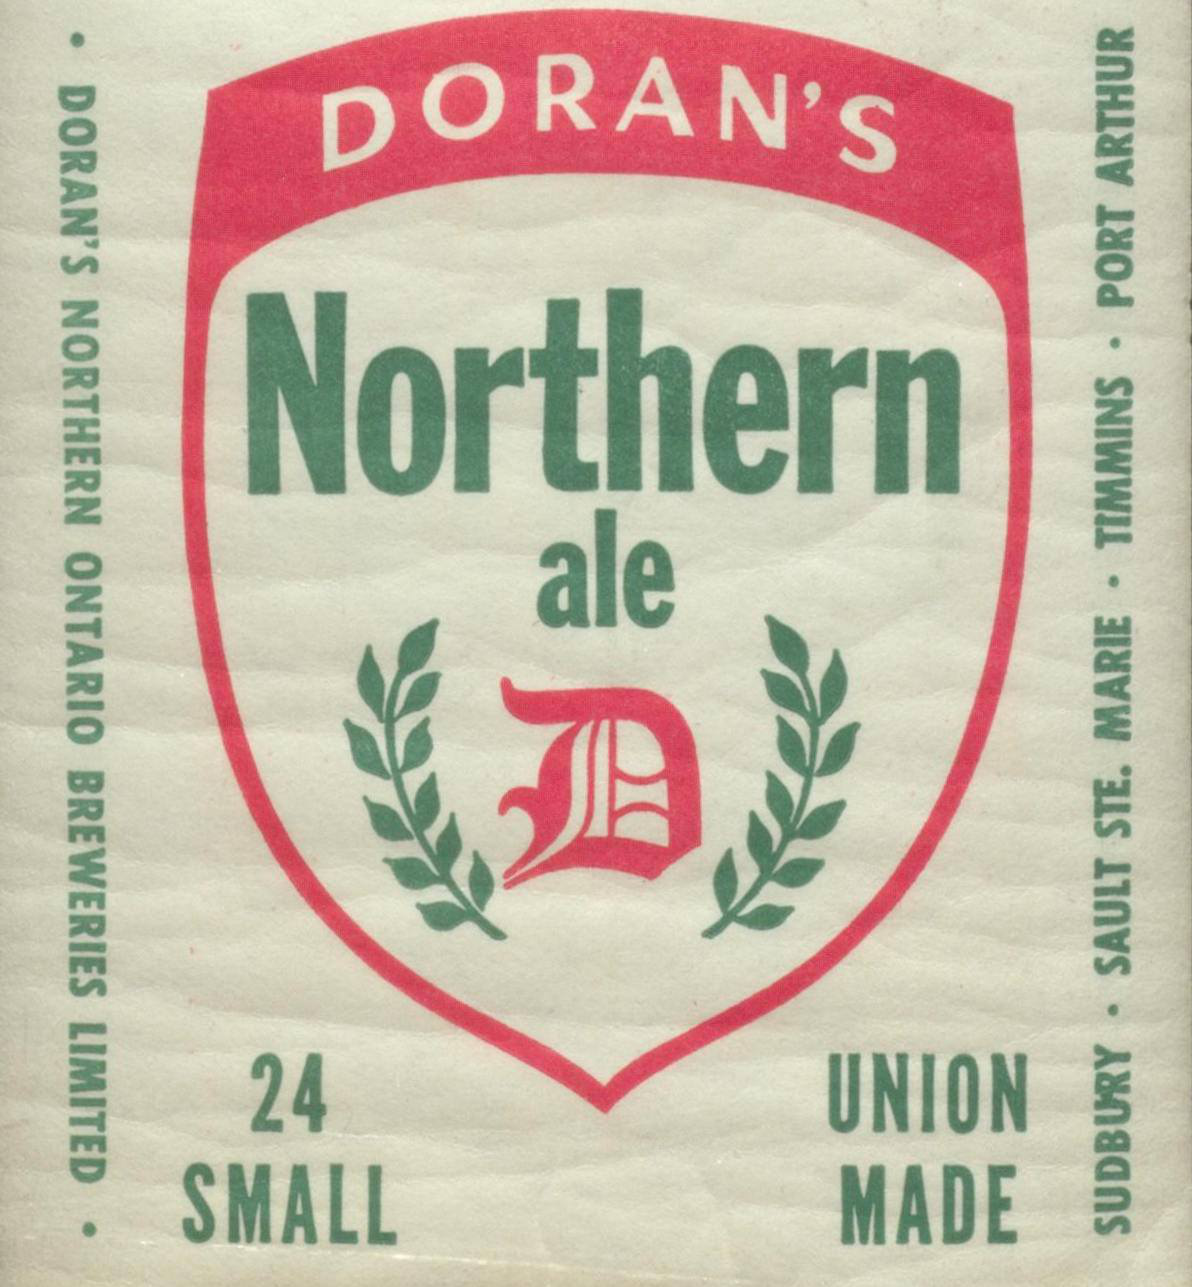 DORAN'S
Northern
ale
D
24
SMALL
UNION
MADE
• DORAN'S NORTHERN ONTARIO BREWERIES LIMITED •
SUDBURY • SAULT STE. MARIE • TIMMINS • PORT ARTHUR